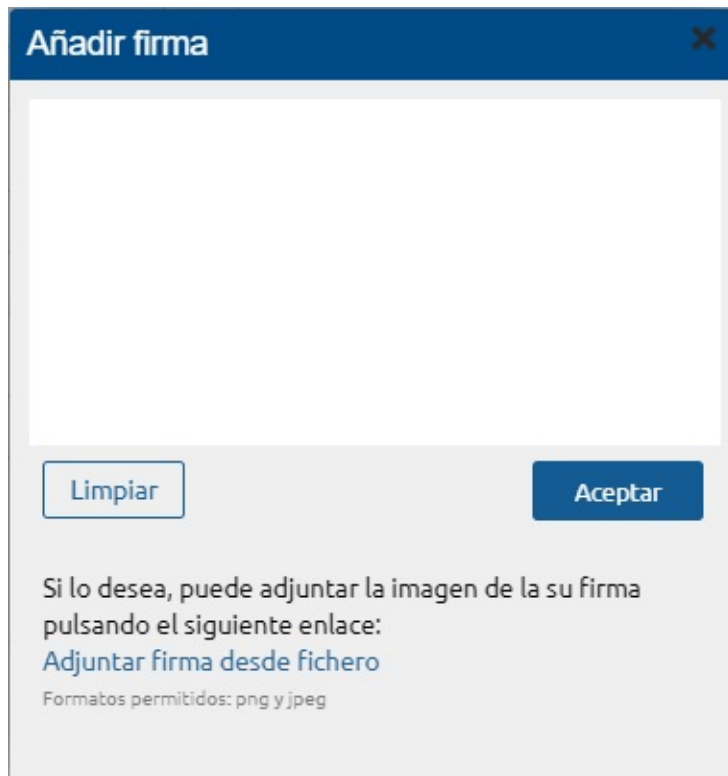 Añadir firma
Limpiar
Aceptar
Si lo desea, puede adjuntar la imagen de la su firma
pulsando el siguiente enlace:
Adjuntar firma desde fichero
Formatos permitidos: png y jpeg